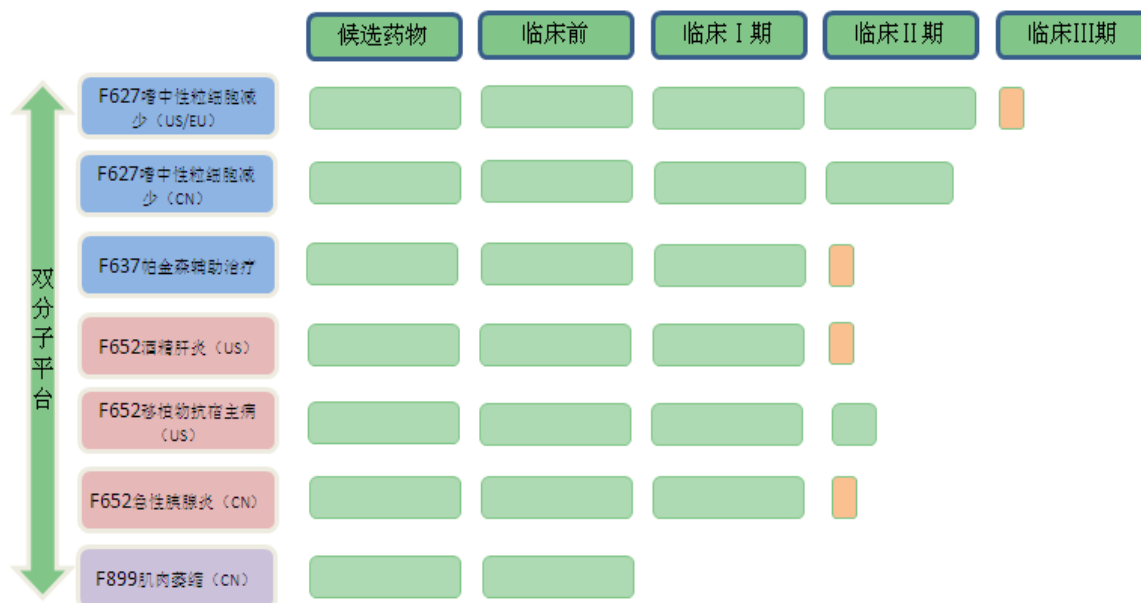 候选药物
临床前
临床Ⅰ期
临床Ⅱ期
临床III期
双分子平台
F627嗜中性粒细胞减
少（US/EU）
F627嗜中性粒细胞减
少（CN）
F637帕金森辅助治疗
F652酒精肝炎（US）
F652移植物抗宿主病
（US）
F652急性胰腺炎（CN）
F899肌肉萎缩（CN）